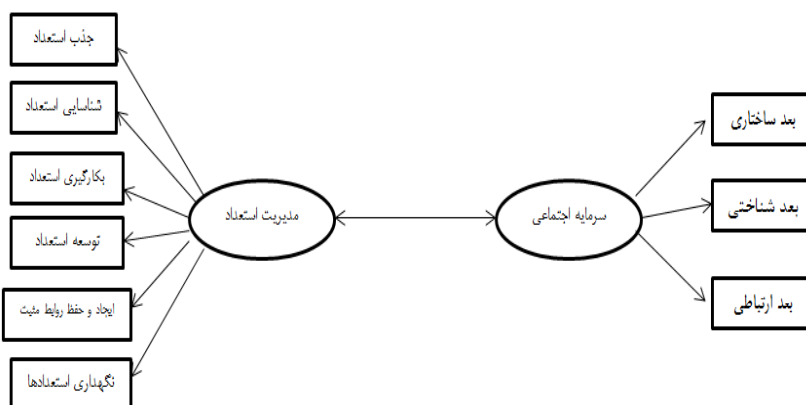 جذب استعداد
شناسایی استعداد
بکارگیری استعداد
توسعه استعداد
ایجاد و حفظ روابط مثبت
نگهداری استعدادها
مدیریت استعداد
سرمایه اجتماعی
بعد ساختاری
بعد شناختی
بعد ارتباطی